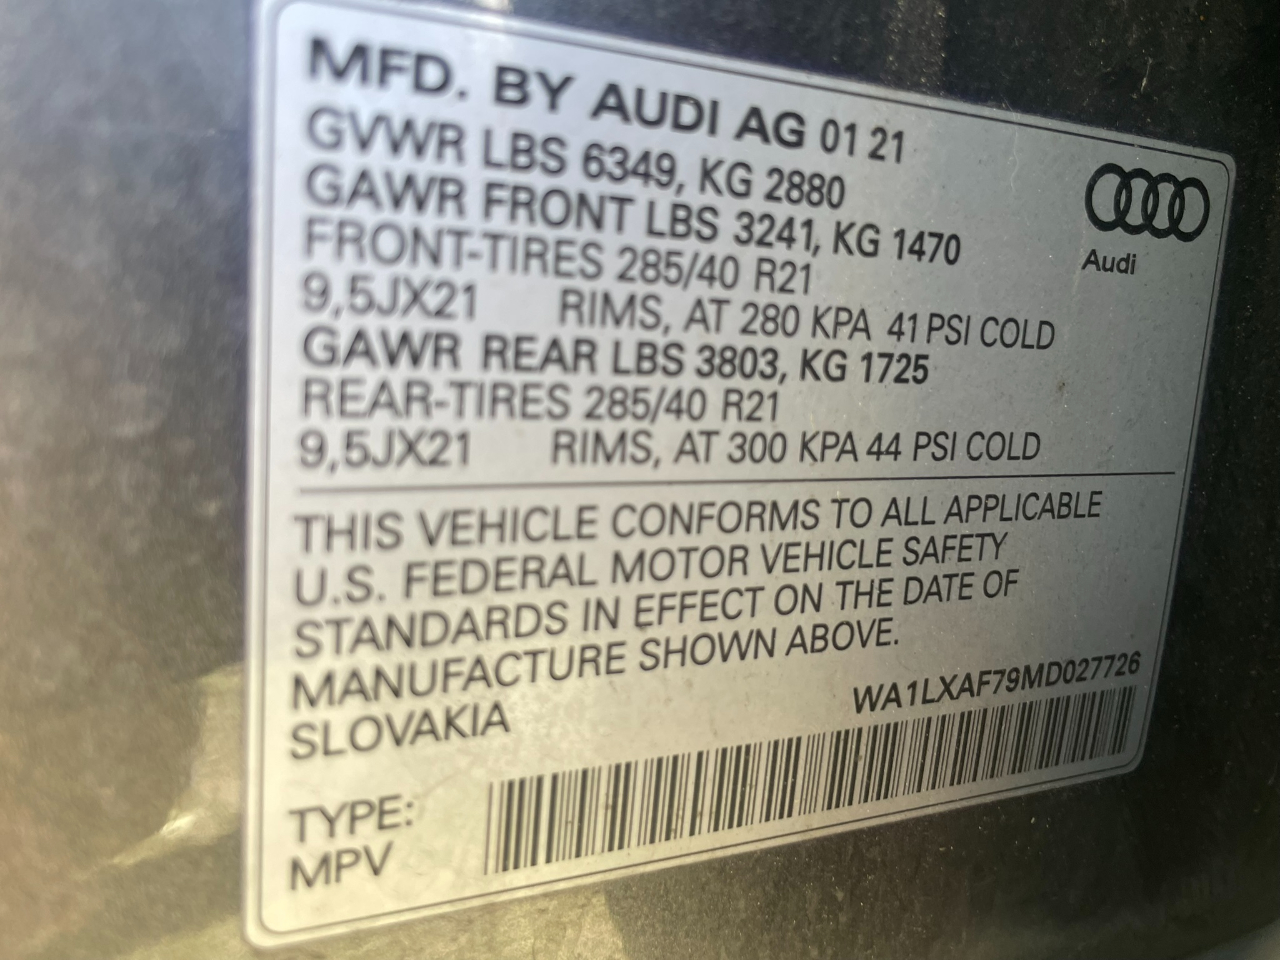 MFD. BY AUDI AG 01 21
GVWR LBS 6349, KG 2880
GAWR FRONT LBS 3241, KG 1470
FRONT-TIRES 285/40 R21
9,5JX21 RIMS, AT 280 KPA 41 PSI COLD
GAWR REAR LBS 3803, KG 1725
REAR-TIRES 285/40 R21
9,5JX21 RIMS, AT 300 KPA 44 PSI COLD
Audi
THIS VEHICLE CONFORMS TO ALL APPLICABLE
U.S. FEDERAL MOTOR VEHICLE SAFETY
STANDARDS IN EFFECT ON THE DATE OF
MANUFACTURE SHOWN ABOVE.
SLOVAKIA
WA1LXAF79MD027726
TYPE:
MPV